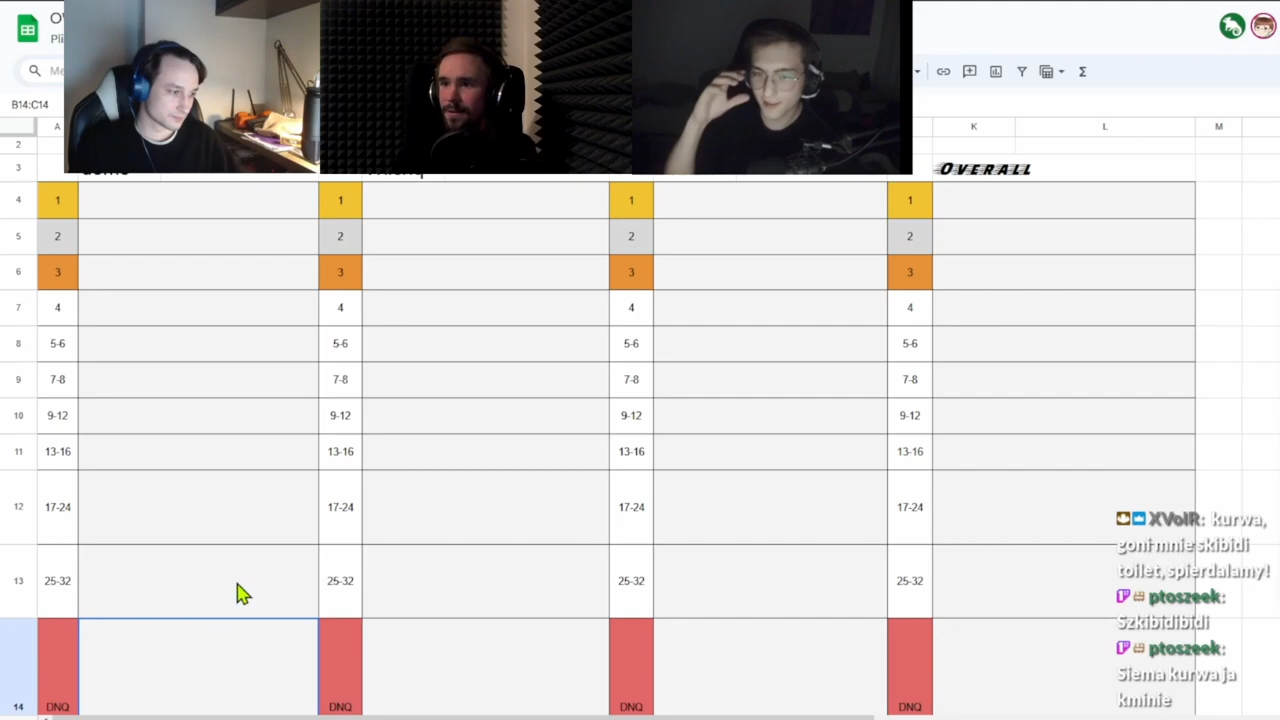 Me
B14:C14
A K L M
2
3 OVERALL
4 1 1 1 1
5 2 2 2 2
6 3 3 3 3
7 4 4 4 4
8 5-6 5-6 5-6 5-6
9 7-8 7-8 7-8 7-8
10 9-12 9-12 9-12 9-12
11 13-16 13-16 13-16 13-16
12 17-24 17-24 17-24 17-24
13 25-32 25-32 25-32 25-32
14 DNQ DNQ DNQ DNQ
XVolR: kurwa,
goni mnie skibidi
toilet, spierdalamy!
ptoszeek:
Szkibidibidi
ptoszeek:
Siema kurwa ja
kminie